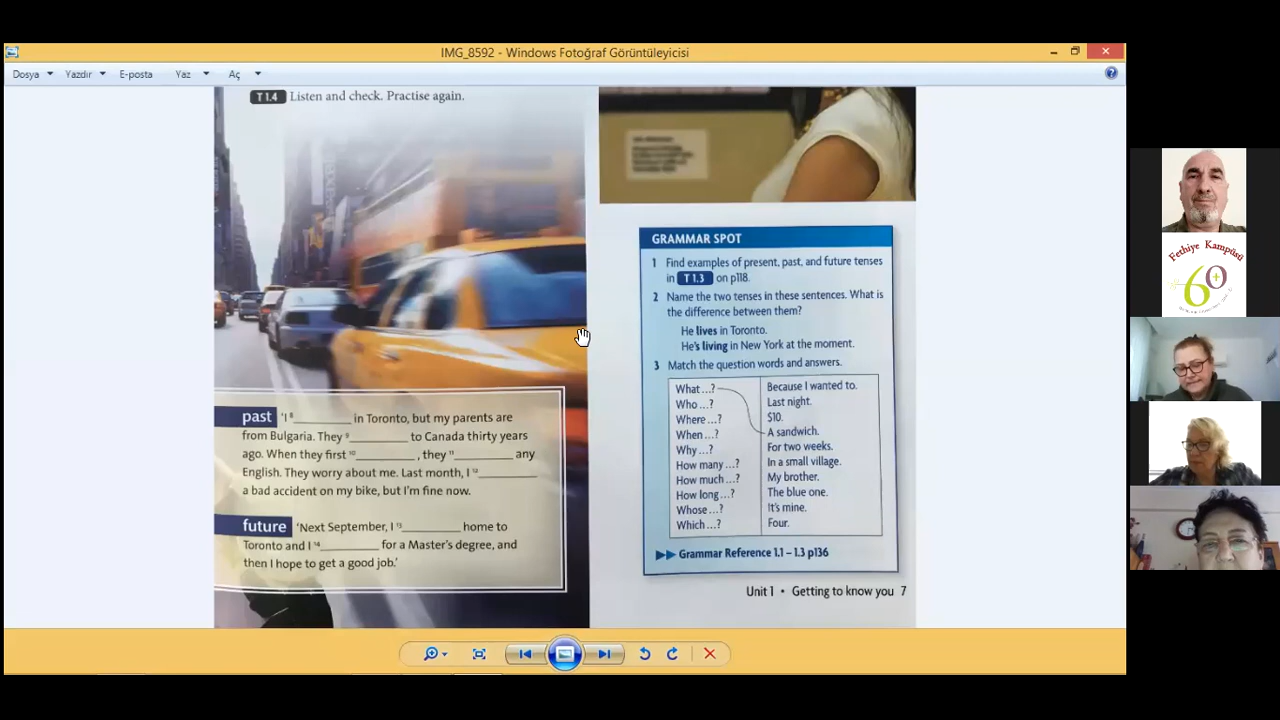 IMG_8592 - Windows Fotoğraf Görüntüleyicisi
Dosya Yazdır E-posta Yaz Aç
T 1.4 Listen and check. Practise again.
past 'I 8 ________ in Toronto, but my parents are
from Bulgaria. They 9 ________ to Canada thirty years
ago. When they first 10 ________ , they 11 ________ any
English. They worry about me. Last month, I 12 ________
a bad accident on my bike, but I'm fine now.
future 'Next September, I 13 ________ home to
Toronto and I 14 ________ for a Master's degree, and
then I hope to get a good job.'
GRAMMAR SPOT
1 Find examples of present, past, and future tenses
in T 1.3 on p118.
2 Name the two tenses in these sentences. What is
the difference between them?
He lives in Toronto.
He's living in New York at the moment.
3 Match the question words and answers.
What ...? Because I wanted to.
Who ...? Last night.
Where ...? $10.
When ...? A sandwich.
Why ...? For two weeks.
How many ...? In a small village.
How much ...? My brother.
How long ...? The blue one.
Whose ...? It's mine.
Which ...? Four.
Grammar Reference 1.1 – 1.3 p136
Unit 1 • Getting to know you 7
Fethiye Kampüsü
60+